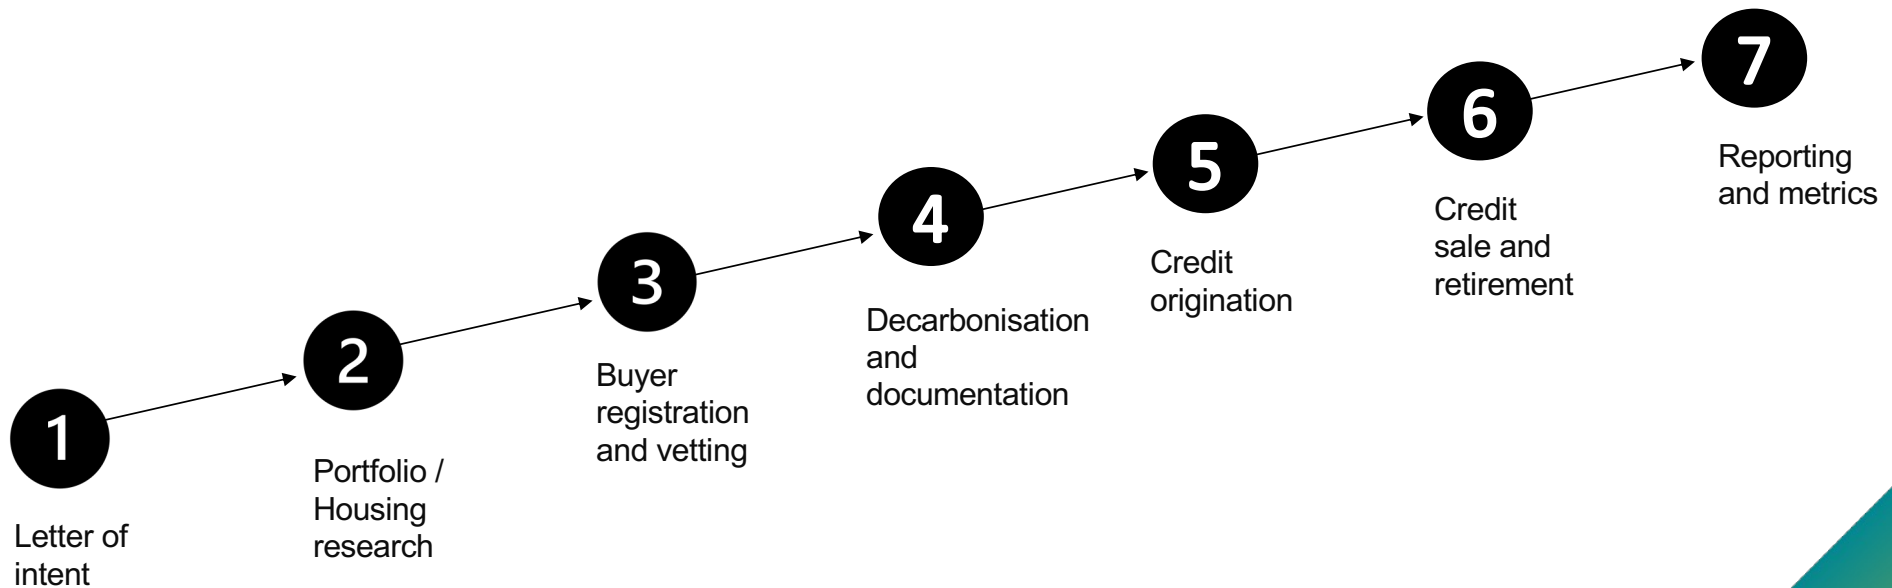 1
Letter of
intent
2
Portfolio /
Housing
research
3
Buyer
registration
and vetting
4
Decarbonisation
and
documentation
5
Credit
origination
6
Credit
sale and
retirement
7
Reporting
and metrics